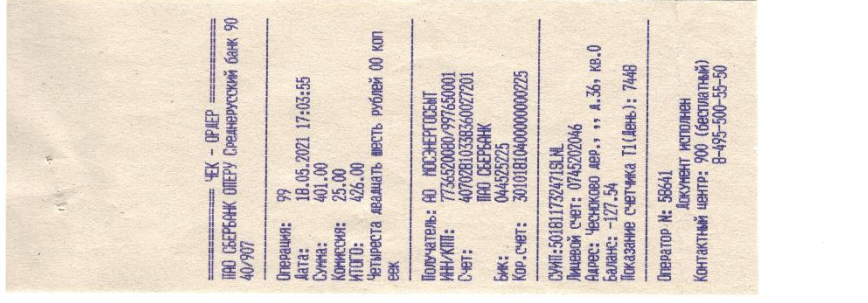 ============ ЧЕК - ОРДЕР ============
ПАО СБЕРБАНК ОПЕРУ Среднерусский банк 90
40/907
Операция: 99
Дата: 18.05.2021 17:03:55
Сумма: 401.00
Комиссия: 25.00
ИТОГО: 426.00
Четыреста двадцать шесть рублей 00 коп
еек
Получатель: АО МОСЭНЕРГОСБЫТ
ИНН/КПП: 7736520080/997650001
Счет: 40702810338360027201
ПАО СБЕРБАНК
Бик: 044525225
Кор.счет: 30101810400000000225
СУИП:501811732471SLNL
Лицевой счет: 0745202046
Адрес: Чесноково дер., ,, д.36, кв.0
Баланс: -127.54
Показание счетчика Т1(День): 7448
Оператор N: 58641
Документ исполнен
Контактный центр: 900 (бесплатный)
8-495-500-55-50